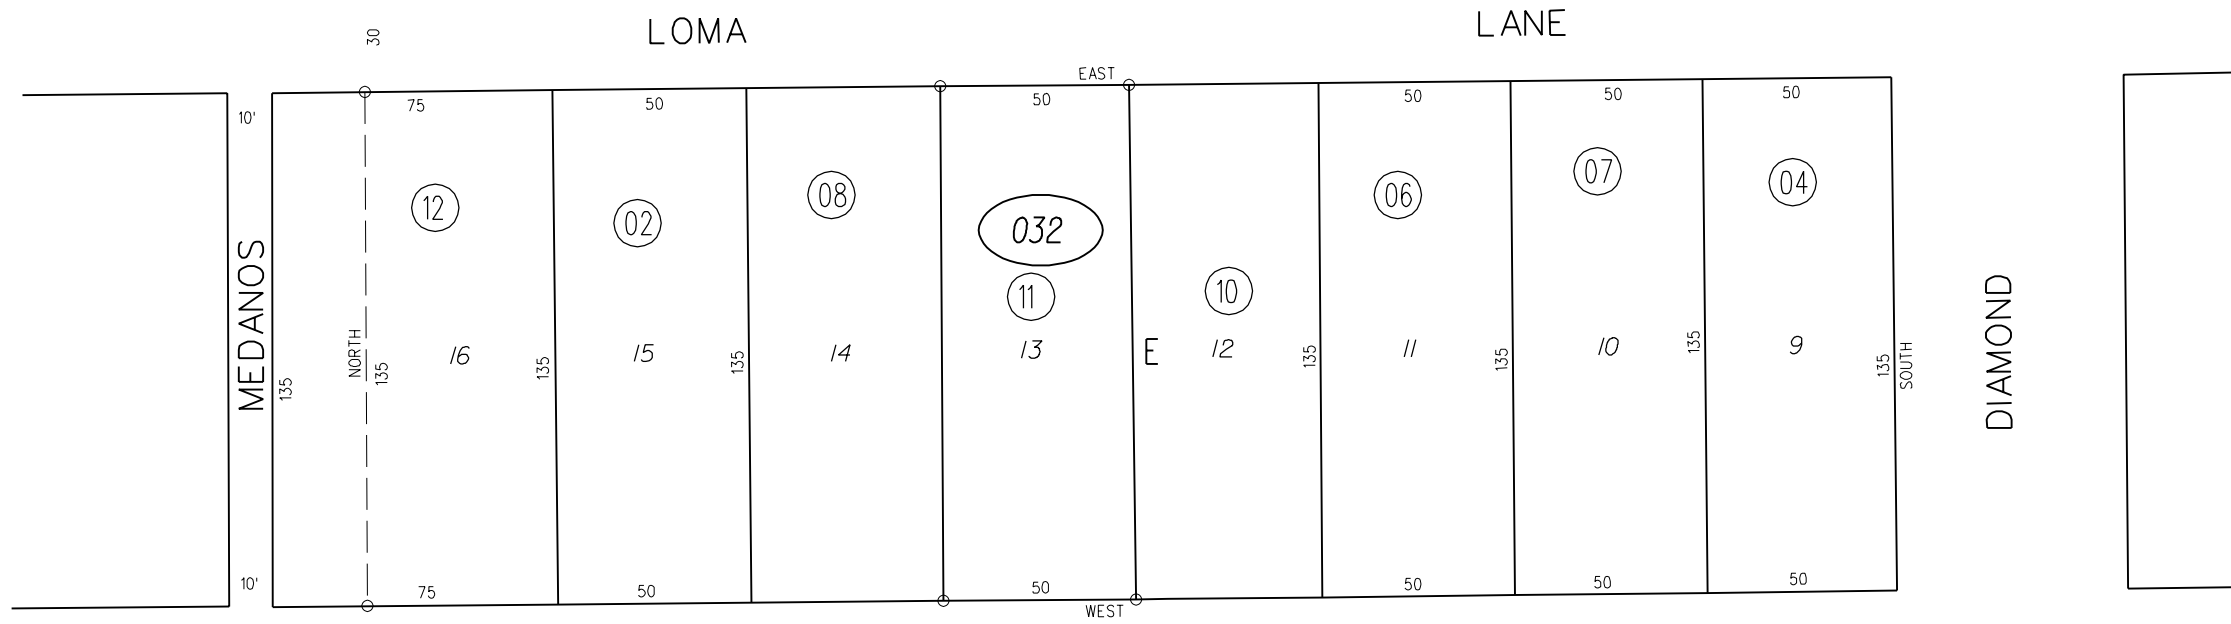 LOMA LANE
30
EAST
75 50 50 50 50 50
10'
12 02 08 032 06 07 04
11 10
MEDANOS
NORTH
16 15 14 13 E 12 11 10 9
135 135 135 135 135 135 135 135
SOUTH
DIAMOND
10'
75 50 50 50 50 50
WEST